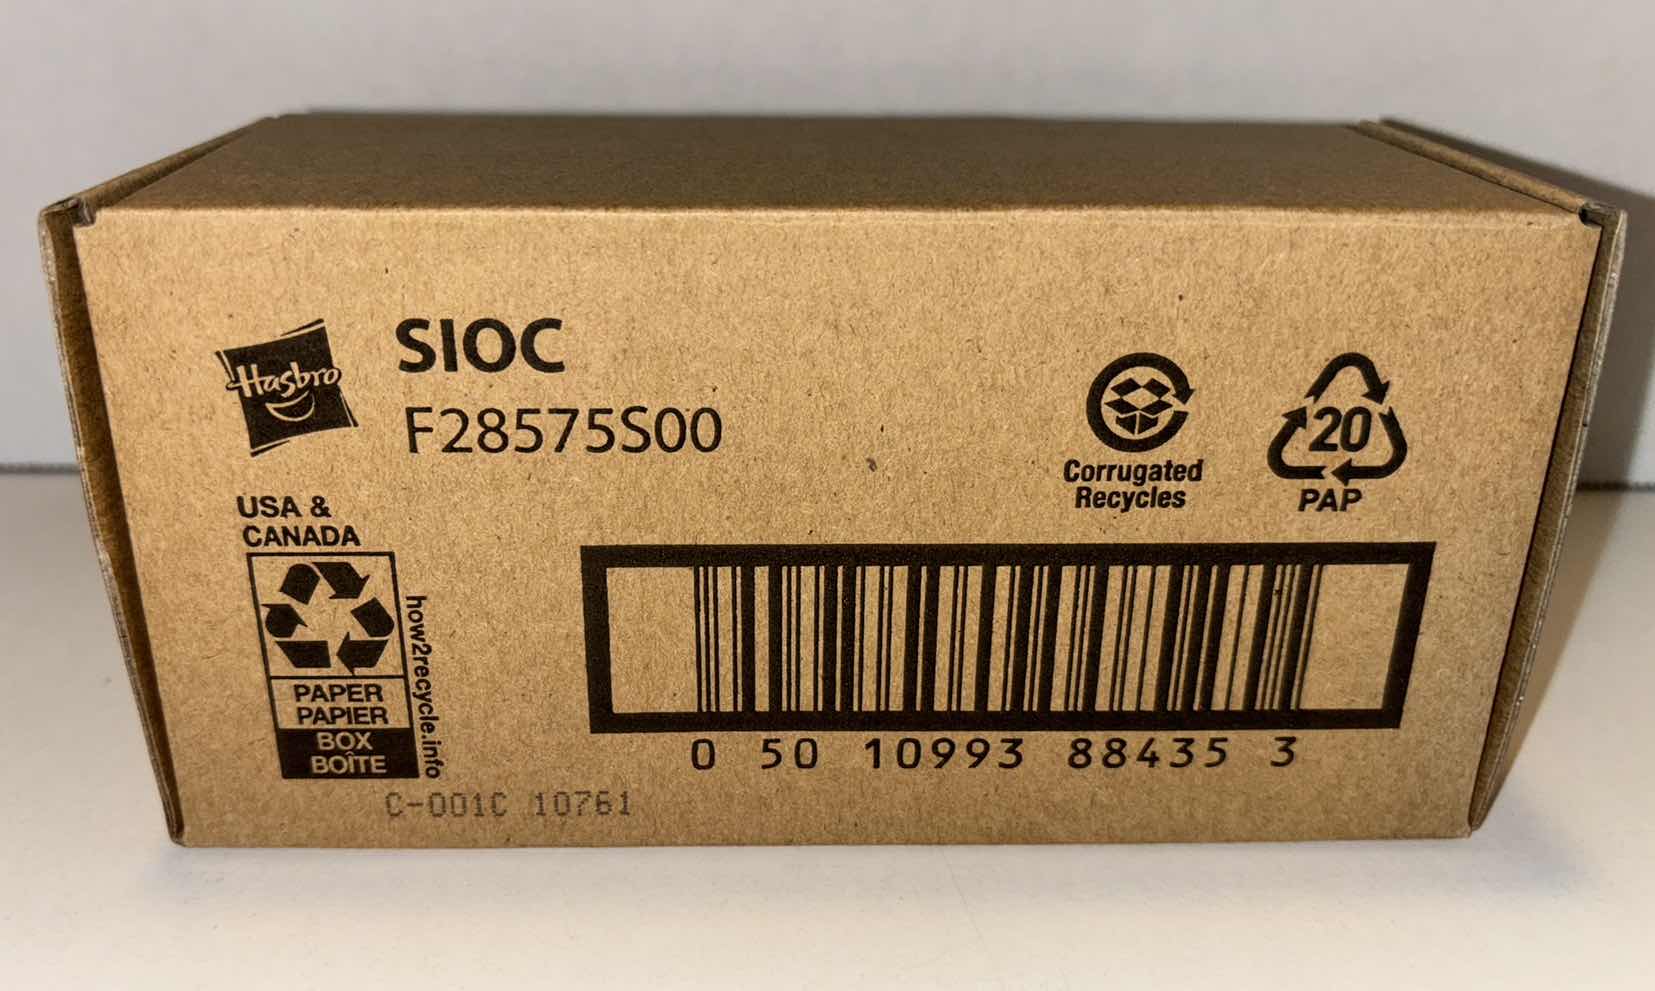 Hasbro
SIOC
F28575S00
Corrugated
Recycles
20
PAP
USA &
CANADA
PAPER
PAPIER
BOX
BOÎTE
how2recycle.info
0 50 10993 88435 3
C-001C 10761